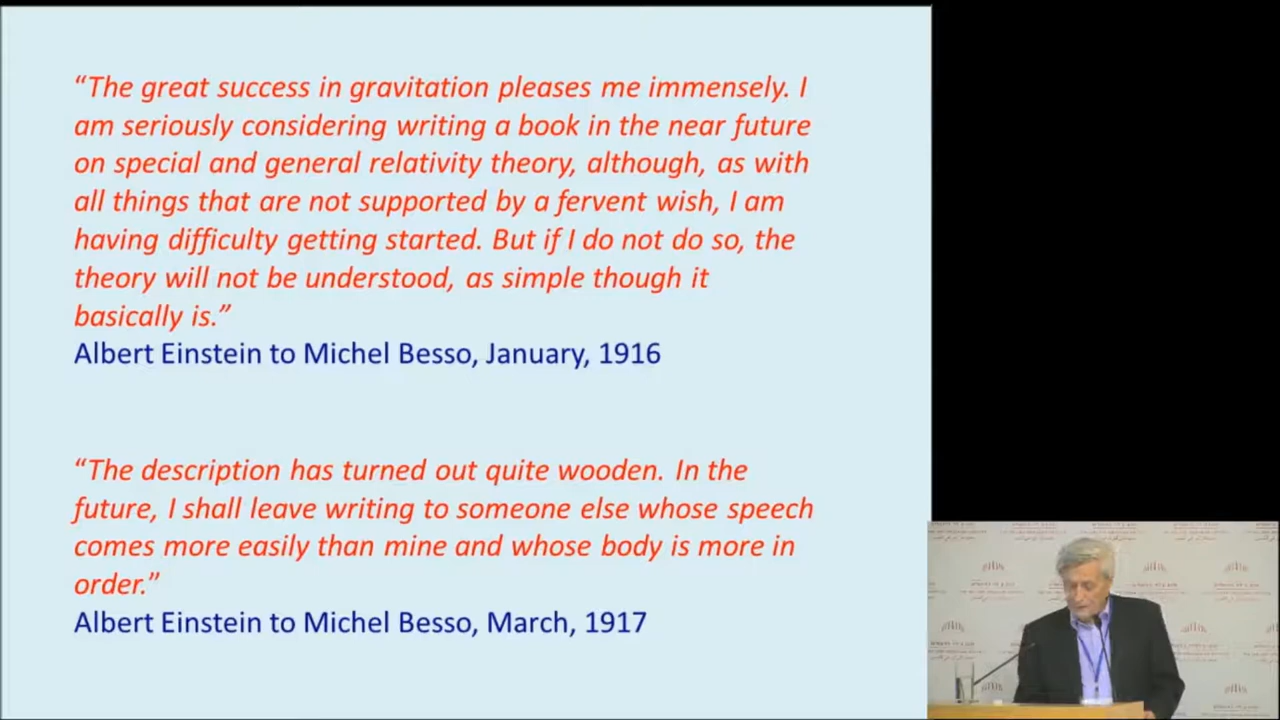 “The great success in gravitation pleases me immensely. I
am seriously considering writing a book in the near future
on special and general relativity theory, although, as with
all things that are not supported by a fervent wish, I am
having difficulty getting started. But if I do not do so, the
theory will not be understood, as simple though it
basically is.”
Albert Einstein to Michel Besso, January, 1916
“The description has turned out quite wooden. In the
future, I shall leave writing to someone else whose speech
comes more easily than mine and whose body is more in
order.”
Albert Einstein to Michel Besso, March, 1917